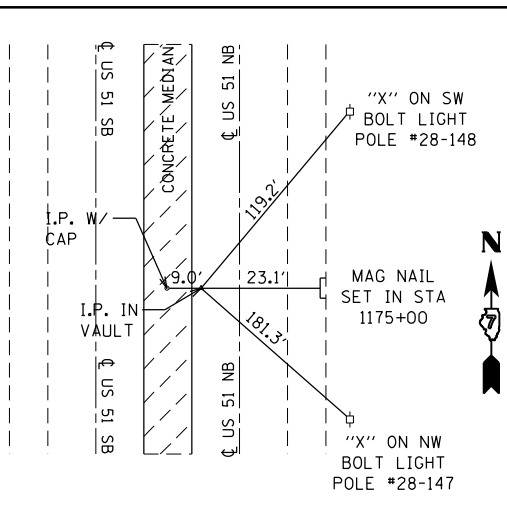 ℄ US 51 SB
CONCRETE MEDIAN
℄ US 51 NB
"X" ON SW
BOLT LIGHT
POLE #28-148
119.2'
I.P. W/
CAP
9.0'
23.1'
MAG NAIL
SET IN STA
1175+00
N
7
I.P. IN
VAULT
181.3'
℄ US 51 SB
℄ US 51 NB
"X" ON NW
BOLT LIGHT
POLE #28-147